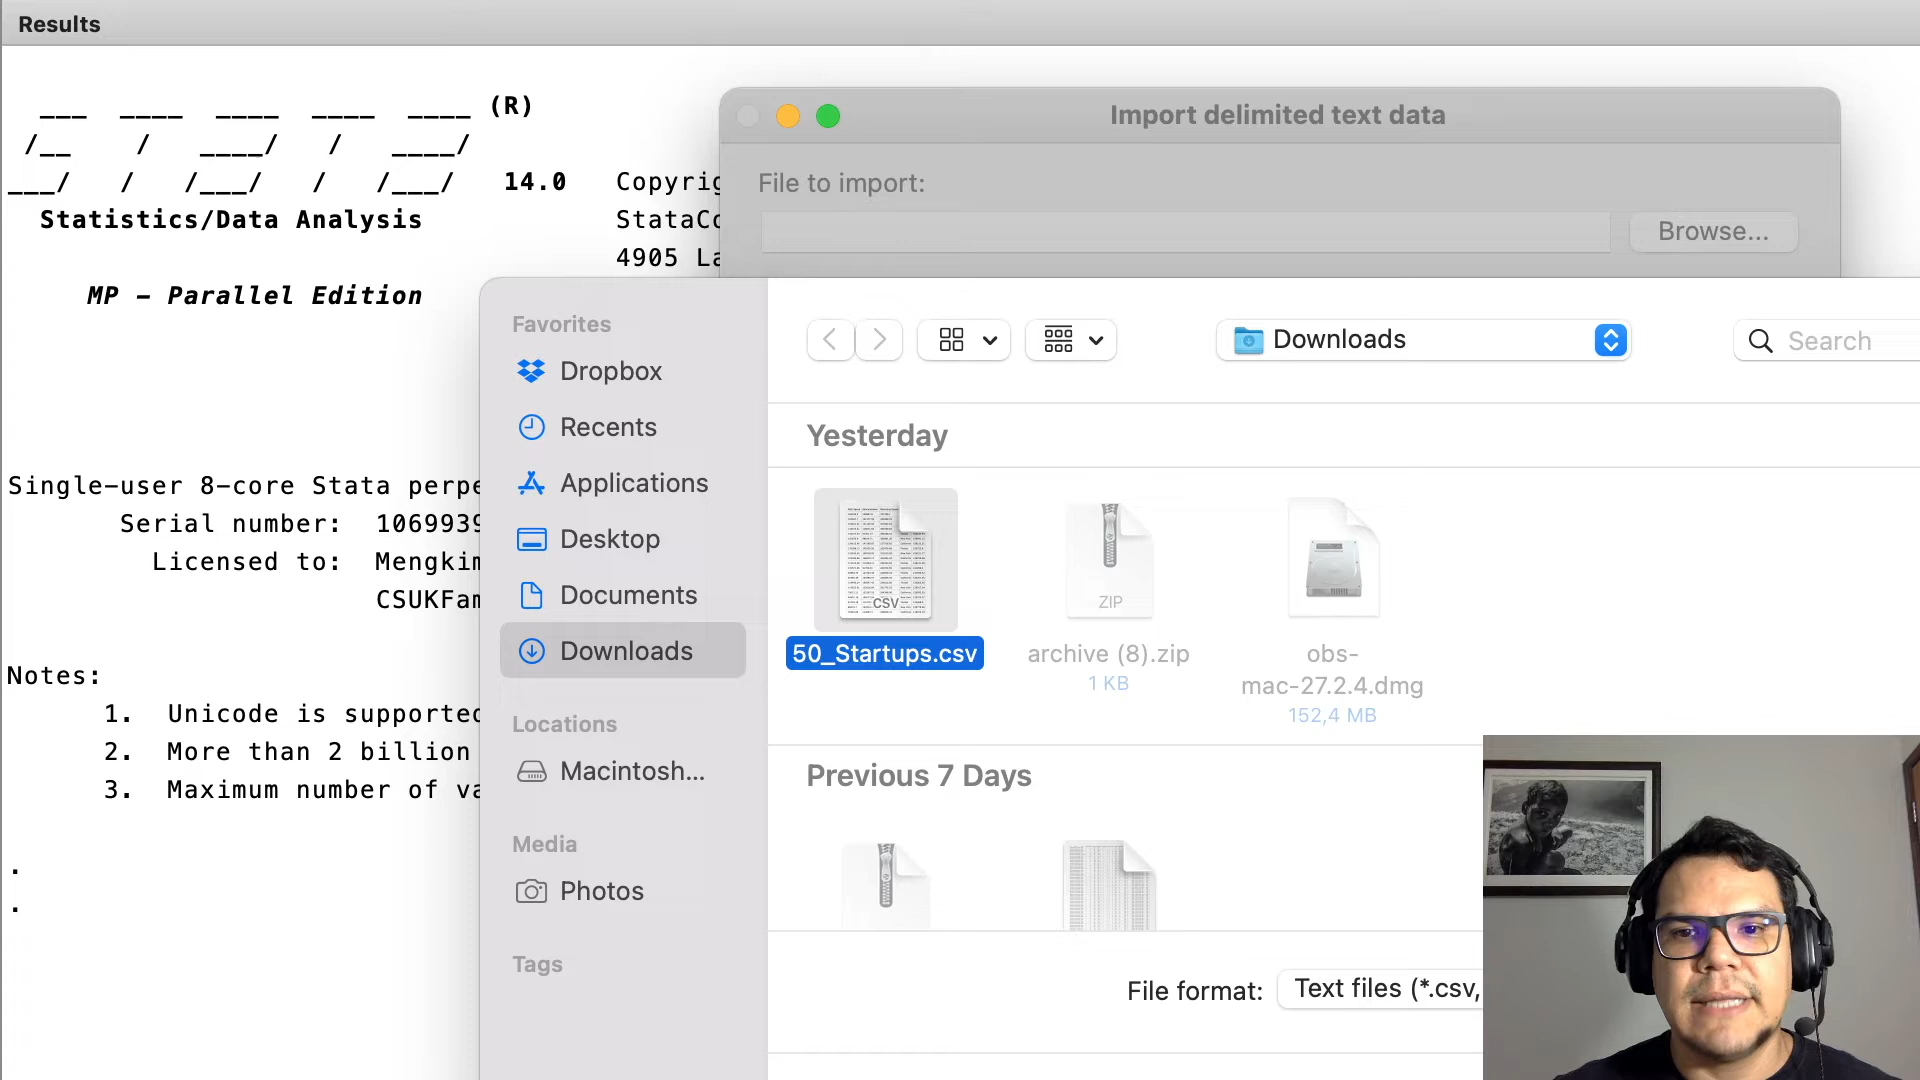 Results
(R)
14.0 Copyrig
Statistics/Data Analysis StataCo
4905 La
MP - Parallel Edition
Single-user 8-core Stata perpe
Serial number: 1069939
Licensed to: Mengkim
CSUKFam
Notes:
1. Unicode is supported
2. More than 2 billion
3. Maximum number of va
.
.
Import delimited text data
File to import:
Browse...
Favorites
Dropbox
Recents
Applications
Desktop
Documents
Downloads
Locations
Macintosh...
Media
Photos
Tags
Downloads
Search
Yesterday
CSV
50_Startups.csv
ZIP
archive (8).zip
1 KB
obs-
mac-27.2.4.dmg
152,4 MB
Previous 7 Days
File format: Text files (*.csv,